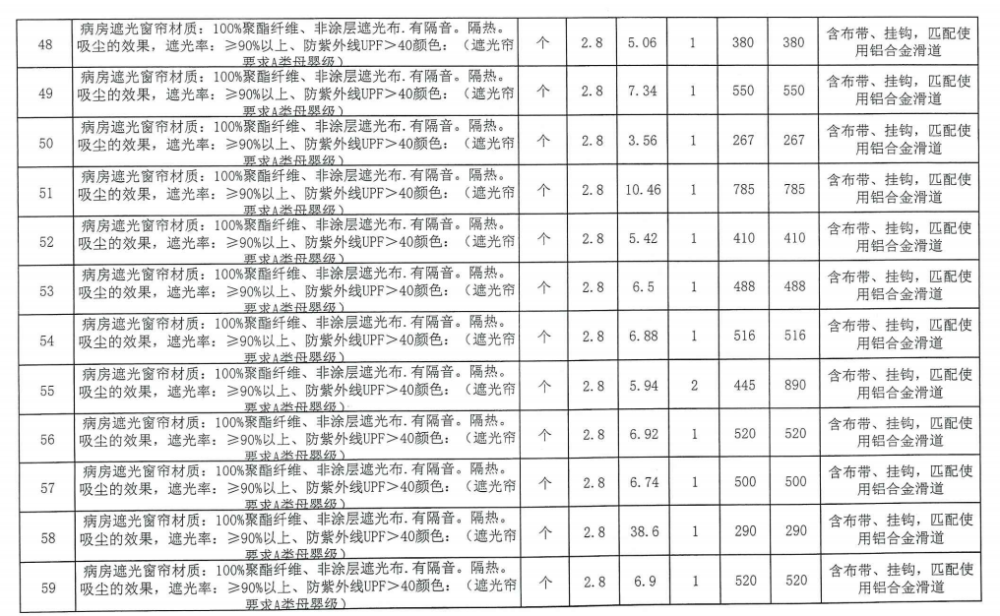 48 病房遮光窗帘材质：100%聚酯纤维、非涂层遮光布.有隔音。隔热。
吸尘的效果，遮光率：≥90%以上、防紫外线UPF＞40颜色：（遮光帘
要求A类母婴级） 个 2.8 5.06 1 380 380 含布带、挂钩，匹配使
用铝合金滑道
49 病房遮光窗帘材质：100%聚酯纤维、非涂层遮光布.有隔音。隔热。
吸尘的效果，遮光率：≥90%以上、防紫外线UPF＞40颜色：（遮光帘
要求A类母婴级） 个 2.8 7.34 1 550 550 含布带、挂钩，匹配使
用铝合金滑道
50 病房遮光窗帘材质：100%聚酯纤维、非涂层遮光布.有隔音。隔热。
吸尘的效果，遮光率：≥90%以上、防紫外线UPF＞40颜色：（遮光帘
要求A类母婴级） 个 2.8 3.56 1 267 267 含布带、挂钩，匹配使
用铝合金滑道
51 病房遮光窗帘材质：100%聚酯纤维、非涂层遮光布.有隔音。隔热。
吸尘的效果，遮光率：≥90%以上、防紫外线UPF＞40颜色：（遮光帘
要求A类母婴级） 个 2.8 10.46 1 785 785 含布带、挂钩，匹配使
用铝合金滑道
52 病房遮光窗帘材质：100%聚酯纤维、非涂层遮光布.有隔音。隔热。
吸尘的效果，遮光率：≥90%以上、防紫外线UPF＞40颜色：（遮光帘
要求A类母婴级） 个 2.8 5.42 1 410 410 含布带、挂钩，匹配使
用铝合金滑道
53 病房遮光窗帘材质：100%聚酯纤维、非涂层遮光布.有隔音。隔热。
吸尘的效果，遮光率：≥90%以上、防紫外线UPF＞40颜色：（遮光帘
要求A类母婴级） 个 2.8 6.5 1 488 488 含布带、挂钩，匹配使
用铝合金滑道
54 病房遮光窗帘材质：100%聚酯纤维、非涂层遮光布.有隔音。隔热。
吸尘的效果，遮光率：≥90%以上、防紫外线UPF＞40颜色：（遮光帘
要求A类母婴级） 个 2.8 6.88 1 516 516 含布带、挂钩，匹配使
用铝合金滑道
55 病房遮光窗帘材质：100%聚酯纤维、非涂层遮光布.有隔音。隔热。
吸尘的效果，遮光率：≥90%以上、防紫外线UPF＞40颜色：（遮光帘
要求A类母婴级） 个 2.8 5.94 2 445 890 含布带、挂钩，匹配使
用铝合金滑道
56 病房遮光窗帘材质：100%聚酯纤维、非涂层遮光布.有隔音。隔热。
吸尘的效果，遮光率：≥90%以上、防紫外线UPF＞40颜色：（遮光帘
要求A类母婴级） 个 2.8 6.92 1 520 520 含布带、挂钩，匹配使
用铝合金滑道
57 病房遮光窗帘材质：100%聚酯纤维、非涂层遮光布.有隔音。隔热。
吸尘的效果，遮光率：≥90%以上、防紫外线UPF＞40颜色：（遮光帘
要求A类母婴级） 个 2.8 6.74 1 500 500 含布带、挂钩，匹配使
用铝合金滑道
58 病房遮光窗帘材质：100%聚酯纤维、非涂层遮光布.有隔音。隔热。
吸尘的效果，遮光率：≥90%以上、防紫外线UPF＞40颜色：（遮光帘
要求A类母婴级） 个 2.8 38.6 1 290 290 含布带、挂钩，匹配使
用铝合金滑道
59 病房遮光窗帘材质：100%聚酯纤维、非涂层遮光布.有隔音。隔热。
吸尘的效果，遮光率：≥90%以上、防紫外线UPF＞40颜色：（遮光帘
要求A类母婴级） 个 2.8 6.9 1 520 520 含布带、挂钩，匹配使
用铝合金滑道